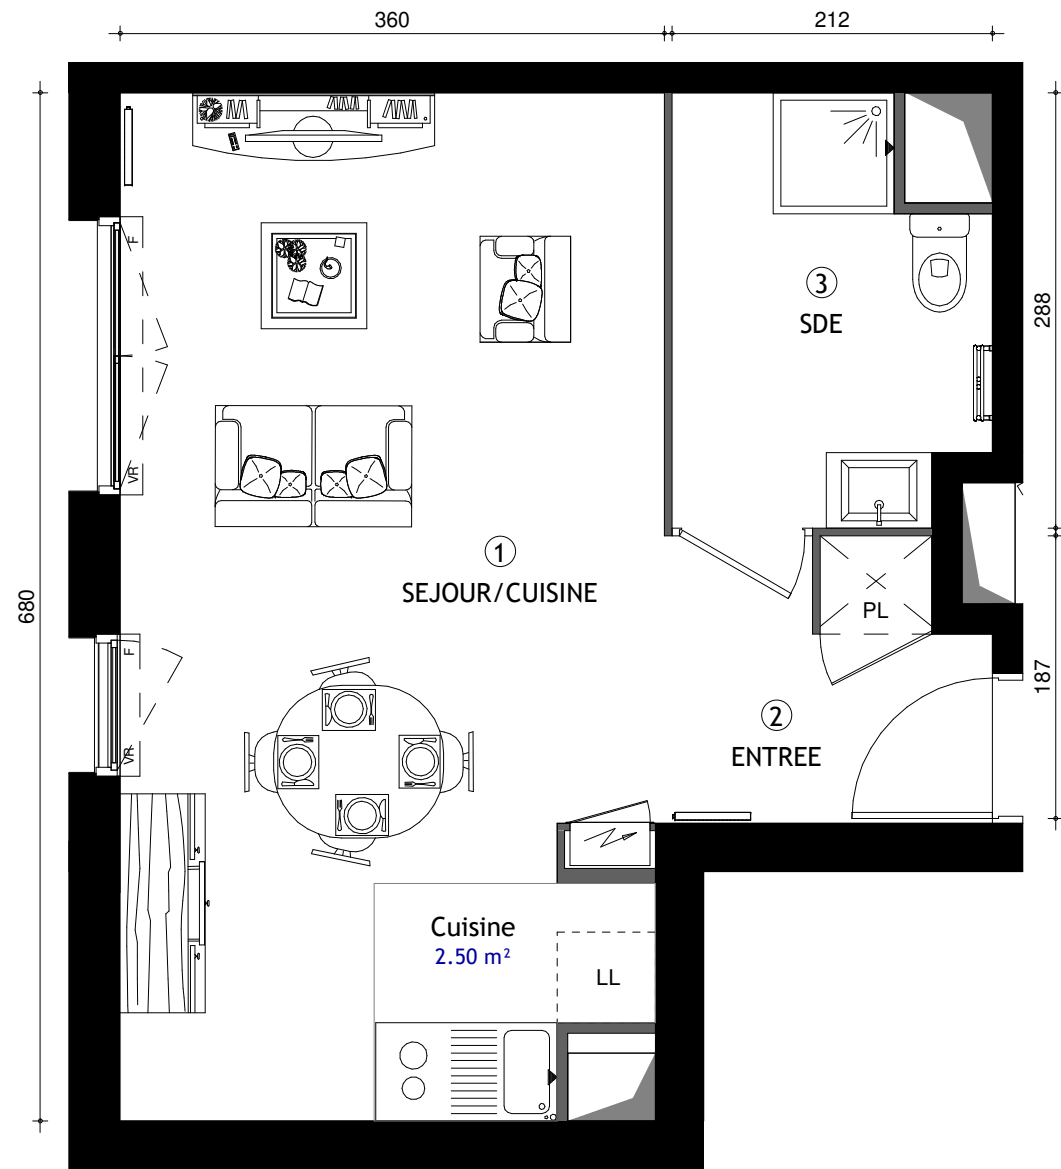 360
212
F
VR
3
SDE
288
1
SEJOUR/CUISINE
680
PL
F
VR
2
ENTREE
187
Cuisine
2.50 m²
LL